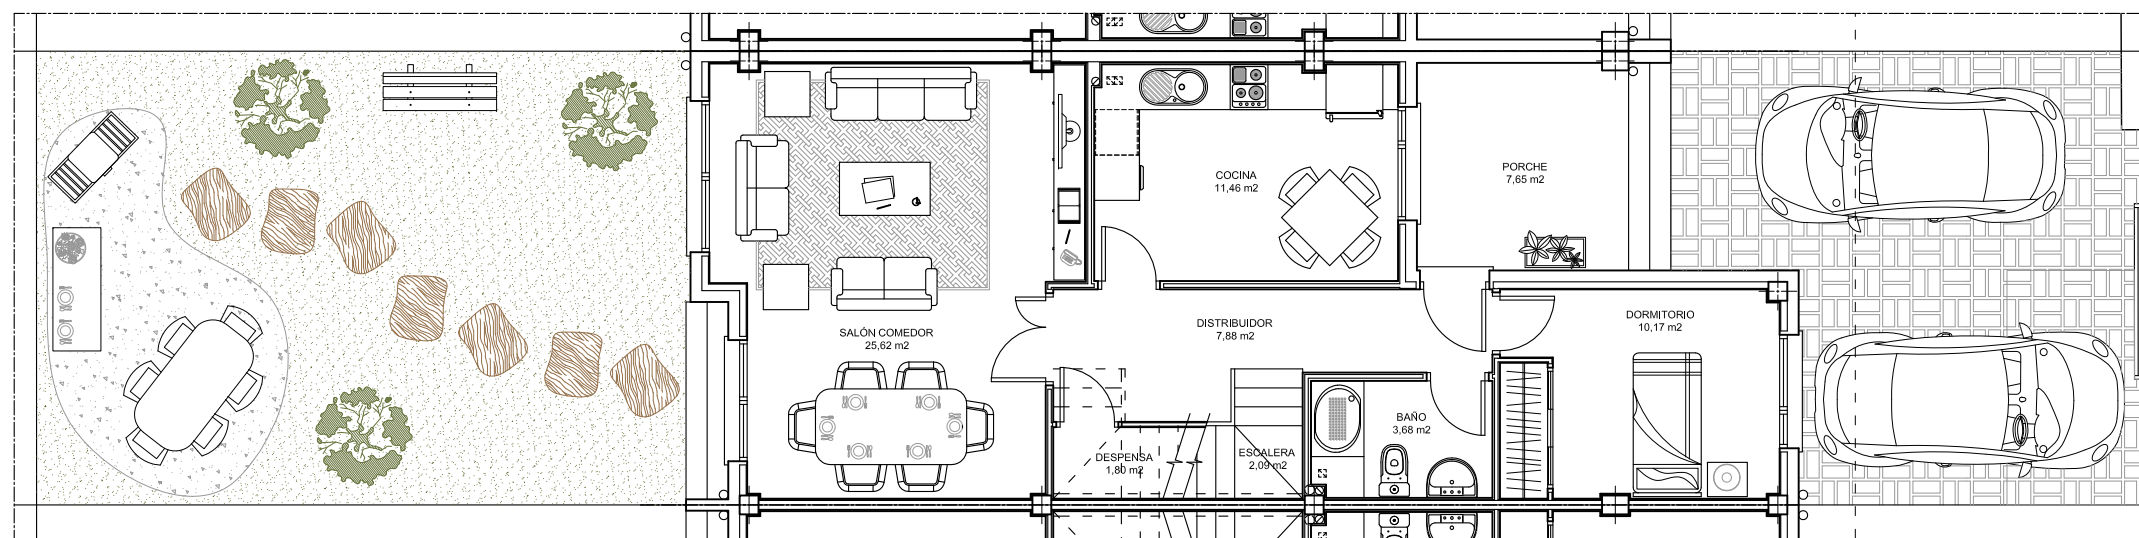 COCINA
11,46 m2
PORCHE
7,65 m2
SALÓN COMEDOR
25,62 m2
DISTRIBUIDOR
7,88 m2
DORMITORIO
10,17 m2
BAÑO
3,68 m2
DESPENSA
1,80 m2
ESCALERA
2,09 m2